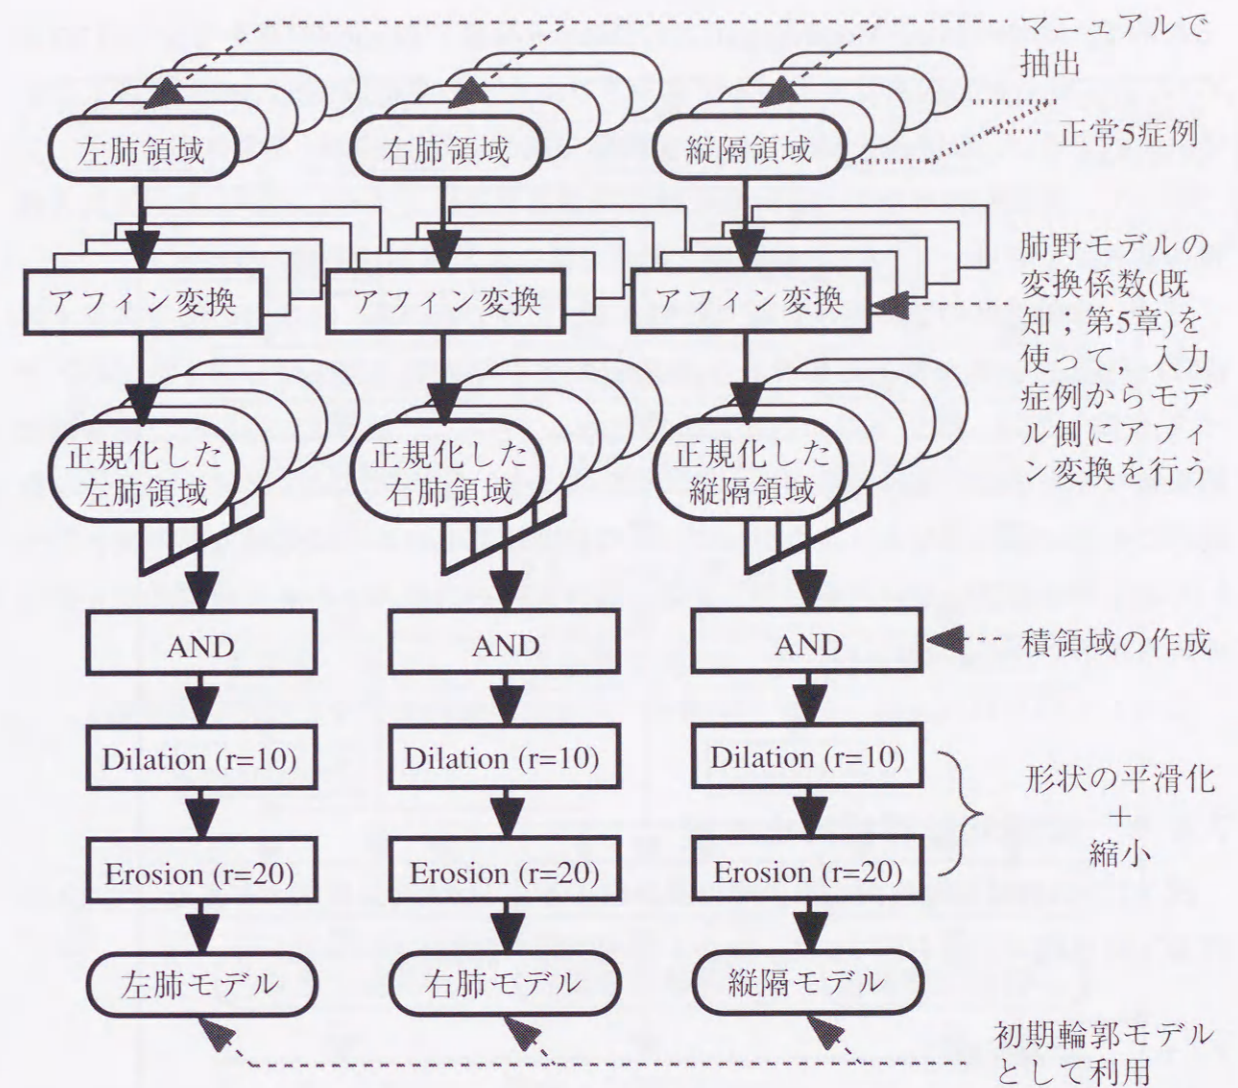 マニュアルで
抽出
正常5症例
左肺領域
右肺領域
縦隔領域
肺野モデルの
変換係数(既
知；第5章)を
使って，入力
症例からモデ
ル側にアフィ
ン変換を行う
アフィン変換
アフィン変換
アフィン変換
正規化した
左肺領域
正規化した
右肺領域
正規化した
縦隔領域
AND
AND
AND
積領域の作成
Dilation (r=10)
Dilation (r=10)
Dilation (r=10)
形状の平滑化
+
縮小
Erosion (r=20)
Erosion (r=20)
Erosion (r=20)
左肺モデル
右肺モデル
縦隔モデル
初期輪郭モデル
として利用